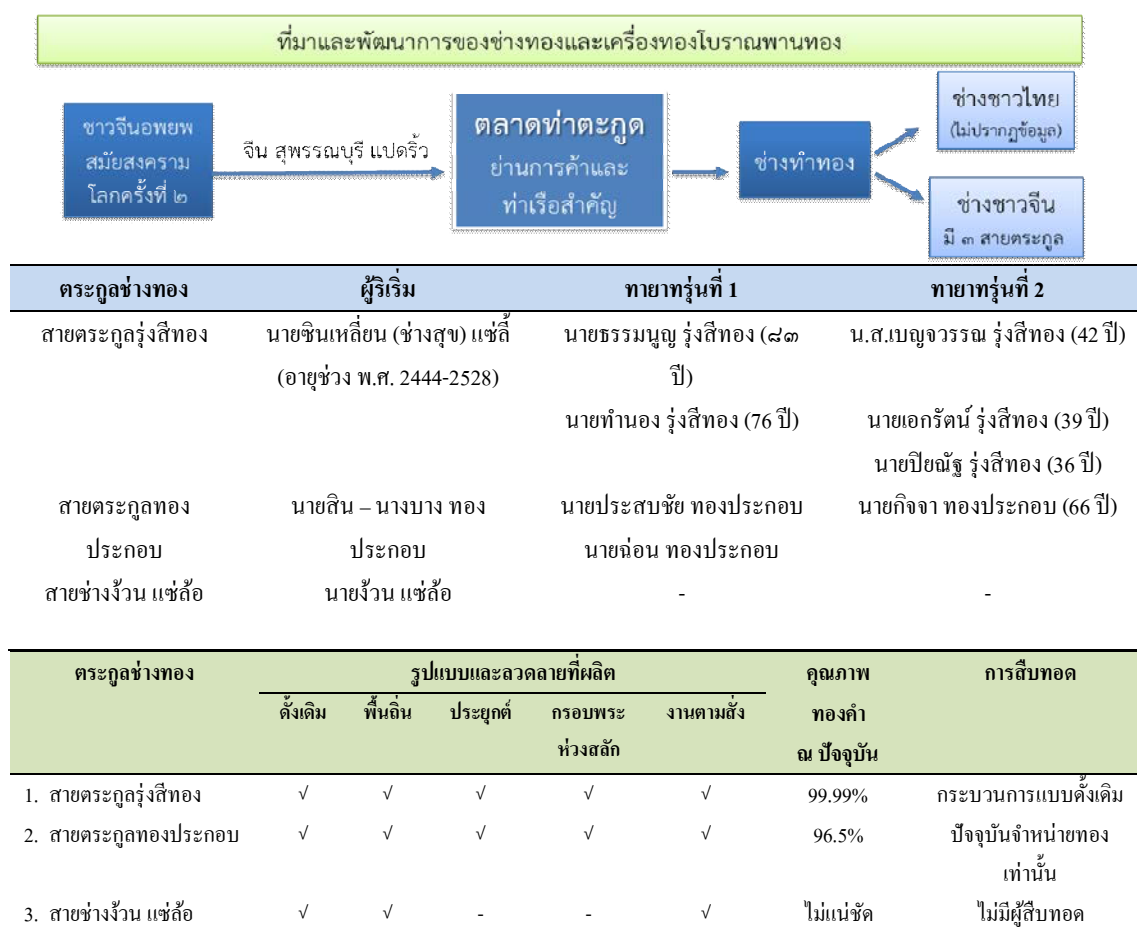 ที่มาและพัฒนาการของช่างทองและเครื่องทองโบราณพานทอง
ชาวจีนอพยพ
สมัยสงคราม
โลกครั้งที่ ๒
จีน สุพรรณบุรี แปดริ้ว
ตลาดท่าตะกูด
ย่านการค้าและ
ท่าเรือสำคัญ
ช่างทำทอง
ช่างชาวไทย
(ไม่ปรากฏข้อมูล)
ช่างชาวจีน
มี ๓ สายตระกูล
ตระกูลช่างทอง ผู้ริเริ่ม ทายาทรุ่นที่ 1 ทายาทรุ่นที่ 2
สายตระกูลรุ่งสีทอง นายซินเหลี่ยน (ช่างสุข) แซ่ลี้ นายธรรมนูญ รุ่งสีทอง (๘๓ น.ส.เบญจวรรณ รุ่งสีทอง (42 ปี)
(อายุช่วง พ.ศ. 2444-2528) ปี)
นายทำนอง รุ่งสีทอง (76 ปี) นายเอกรัตน์ รุ่งสีทอง (39 ปี)
นายปิยณัฐ รุ่งสีทอง (36 ปี)
สายตระกูลทอง นายสิน – นางบาง ทอง นายประสบชัย ทองประกอบ นายกิจจา ทองประกอบ (66 ปี)
ประกอบ ประกอบ นายฉ่อน ทองประกอบ
สายช่างง้วน แซ่ล้อ นายง้วน แซ่ล้อ - -
ตระกูลช่างทอง รูปแบบและลวดลายที่ผลิต คุณภาพ การสืบทอด
ดั้งเดิม พื้นถิ่น ประยุกต์ กรอบพระ งานตามสั่ง ทองคำ
ห่วงสลัก ณ ปัจจุบัน
1. สายตระกูลรุ่งสีทอง √ √ √ √ √ 99.99% กระบวนการแบบดั้งเดิม
2. สายตระกูลทองประกอบ √ √ √ √ √ 96.5% ปัจจุบันจำหน่ายทอง
เท่านั้น
3. สายช่างง้วน แซ่ล้อ √ √ - - √ ไม่แน่ชัด ไม่มีผู้สืบทอด